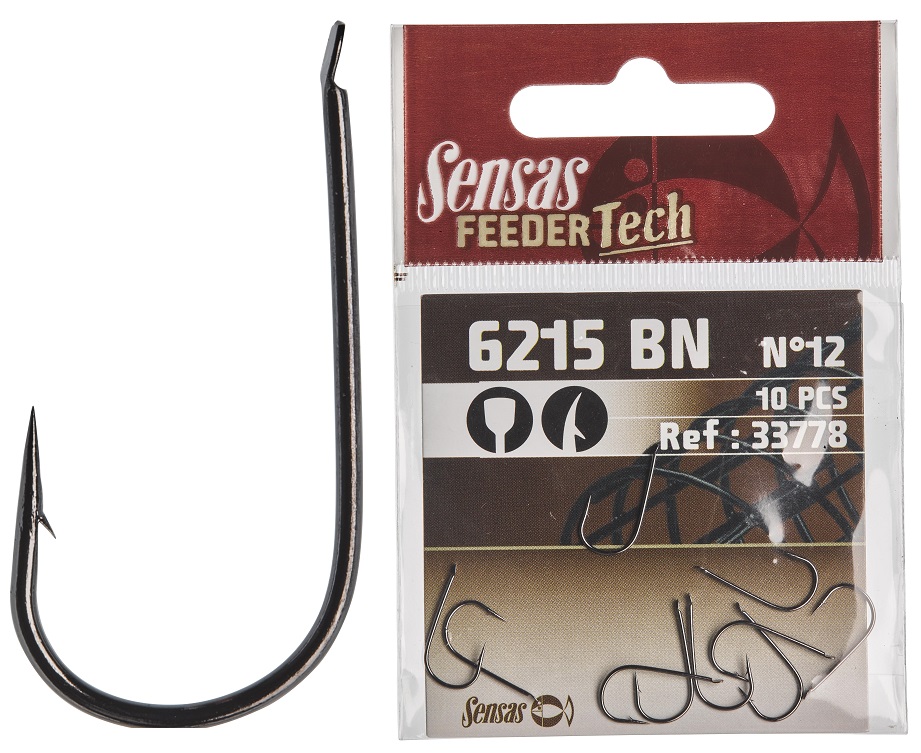 Sensas
FEEDER Tech
6215 BN N°12
10 PCS
Ref : 33778
Sensas